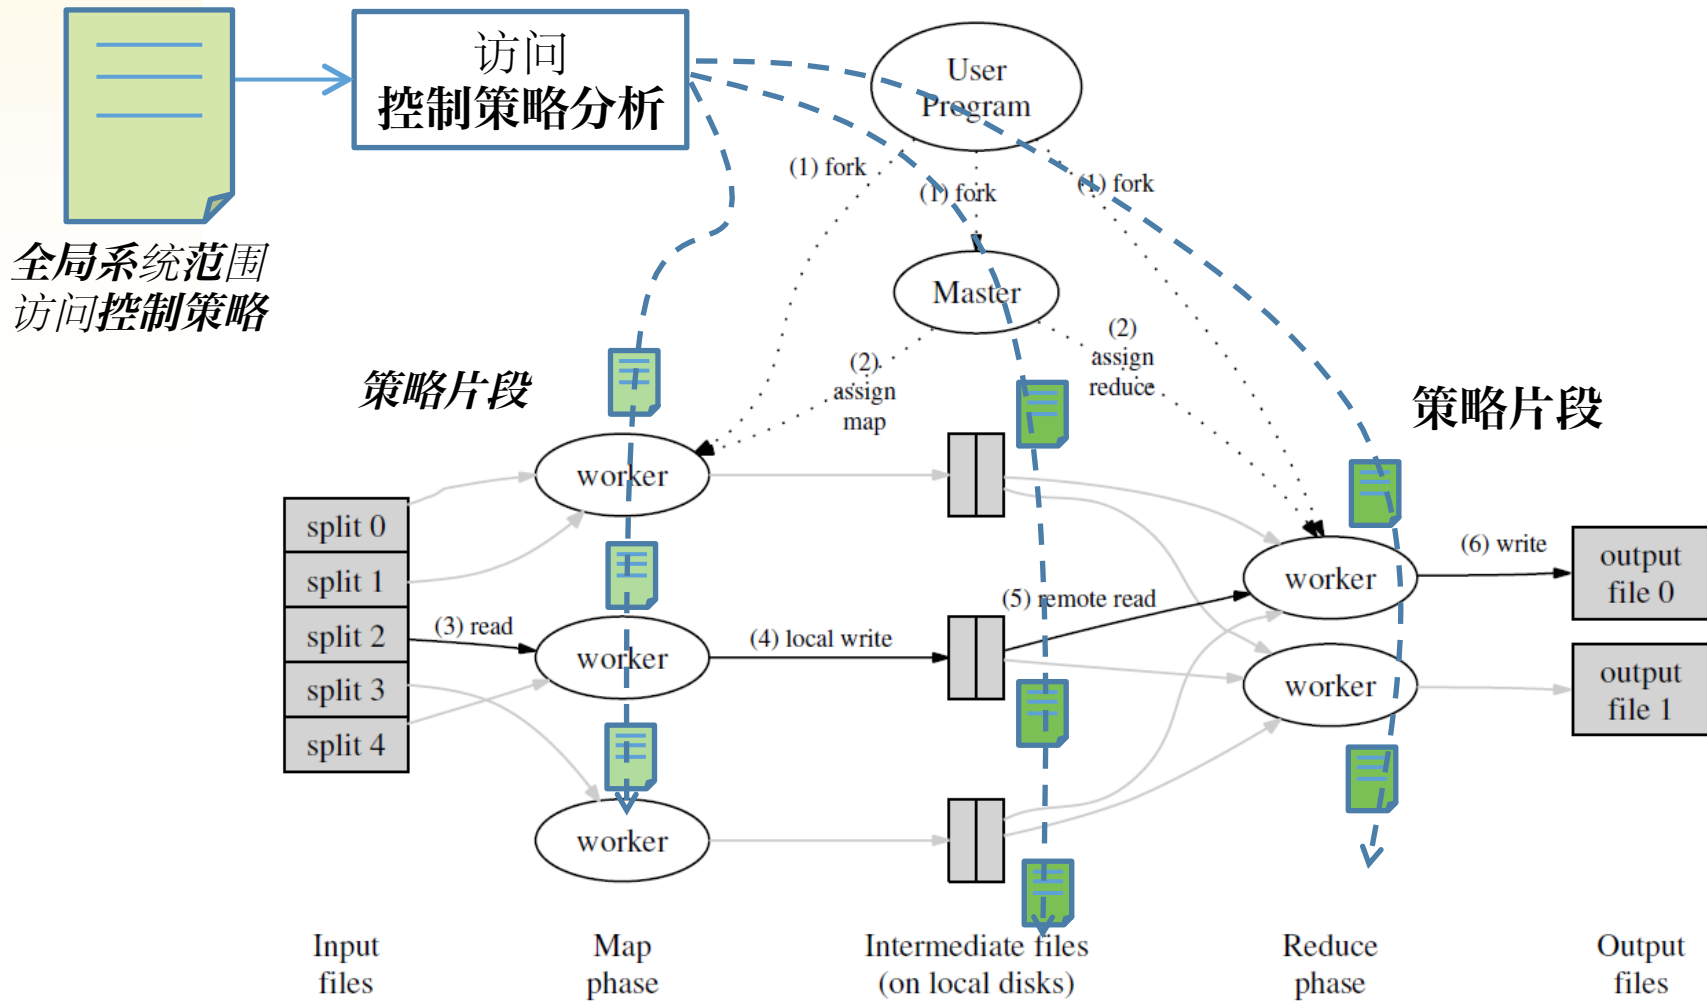 访问
控制策略分析
全局系统范围
访问控制策略
User
Program
(1) fork
(1) fork
(1) fork
Master
(2)
assign
map
(2)
assign
reduce
策略片段
策略片段
split 0
split 1
split 2
split 3
split 4
worker
worker
worker
(3) read
(4) local write
(5) remote read
worker
worker
(6) write
output
file 0
output
file 1
Input
files
Map
phase
Intermediate files
(on local disks)
Reduce
phase
Output
files